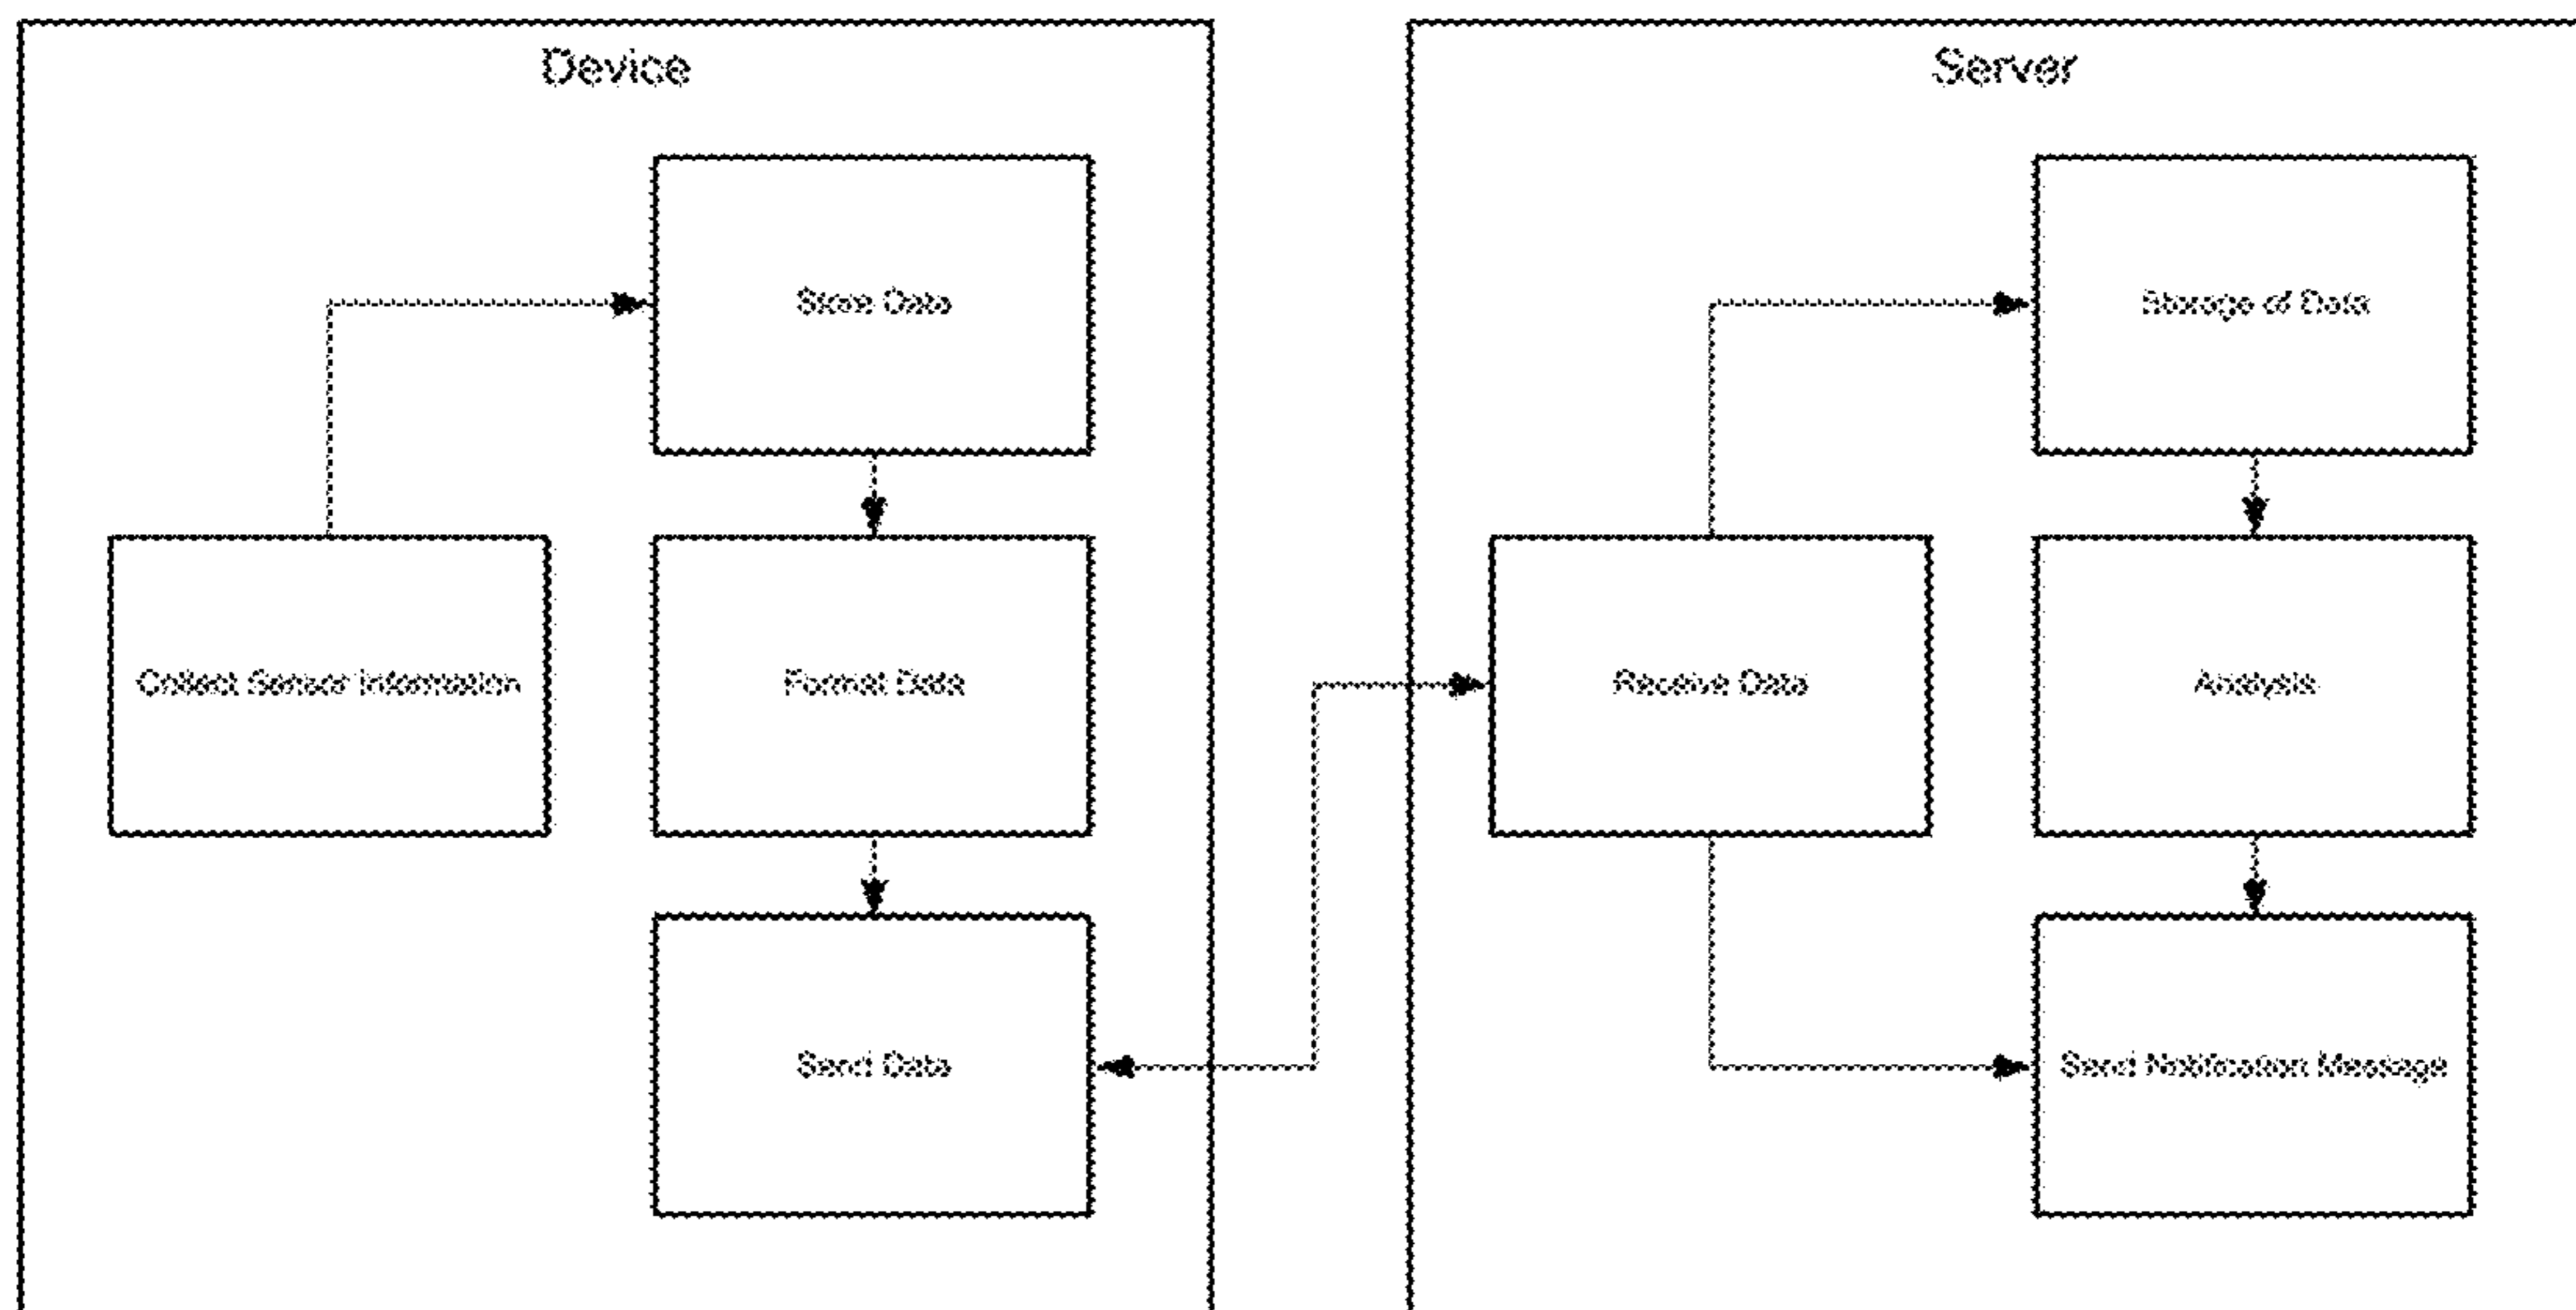 Device
Server
Store Data
Storage of Data
Collect Sensor Information
Format Data
Receive Data
Analysis
Send Data
Send Notification Message